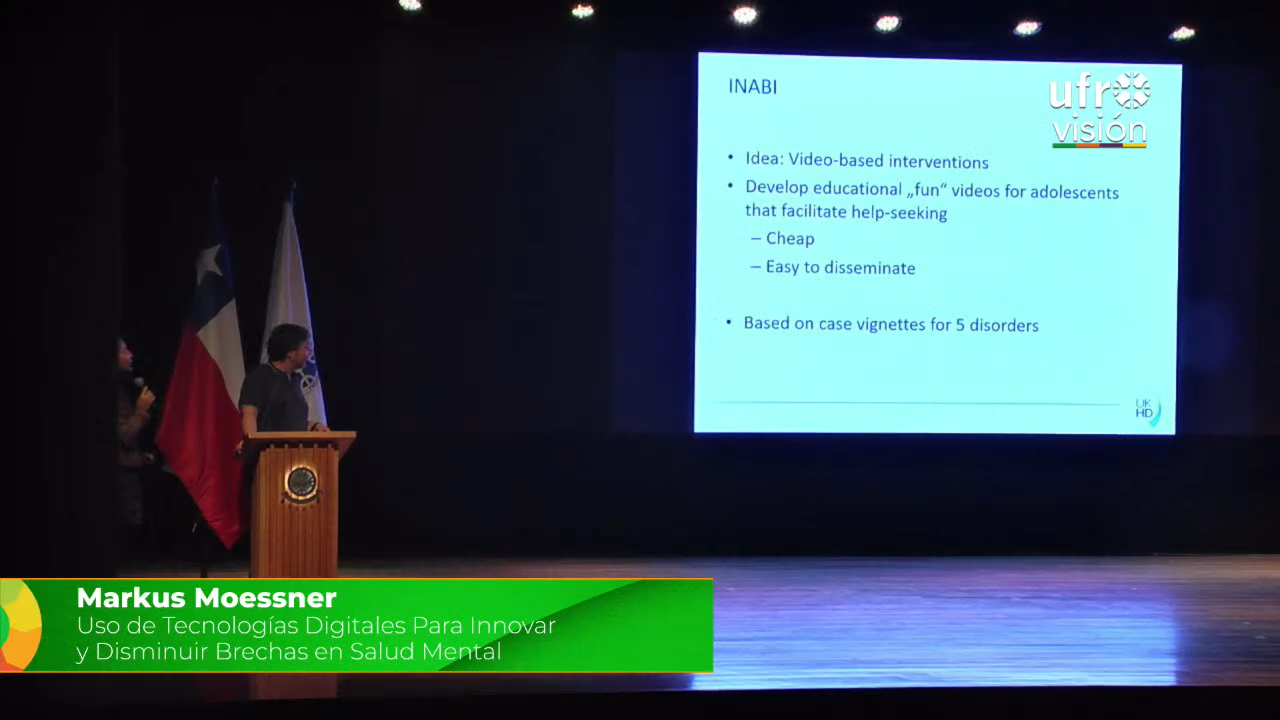 INABI
ufro
visión
• Idea: Video-based interventions
• Develop educational „fun“ videos for adolescents
that facilitate help-seeking
– Cheap
– Easy to disseminate
• Based on case vignettes for 5 disorders
UK
HD
Markus Moessner
Uso de Tecnologías Digitales Para Innovar
y Disminuir Brechas en Salud Mental